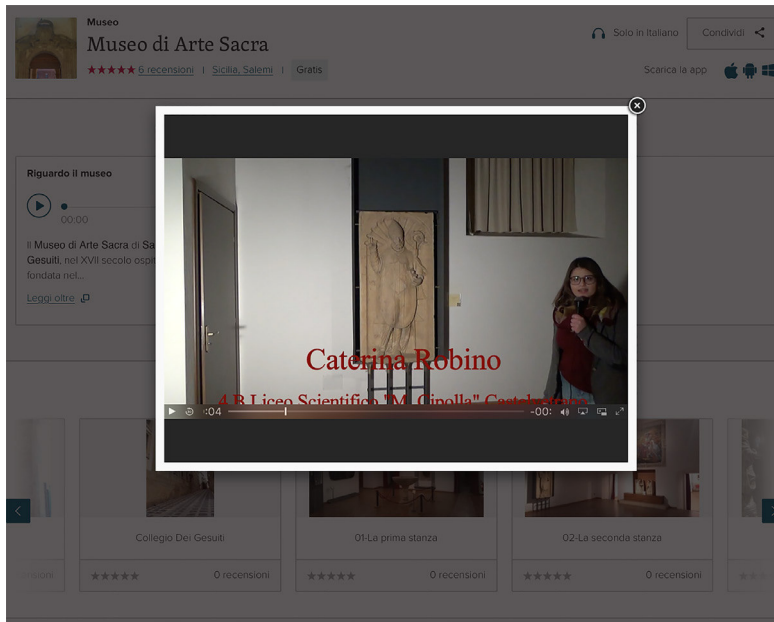 Museo
Museo di Arte Sacra
6 recensioni | Sicilia, Salemi | Gratis
Solo in Italiano
Condividi
Scarica la app
Riguardo il museo
00:00
Il Museo di Arte Sacra di Sa
Gesuiti, nel XVII secolo ospi
fondata nel...
Leggi oltre
Caterina Robino
4 B Liceo Scientifico "M. Cipolla"
:04
-00:
Collegio Dei Gesuiti
01-La prima stanza
02-La seconda stanza
0 recensioni
0 recensioni
0 recensioni